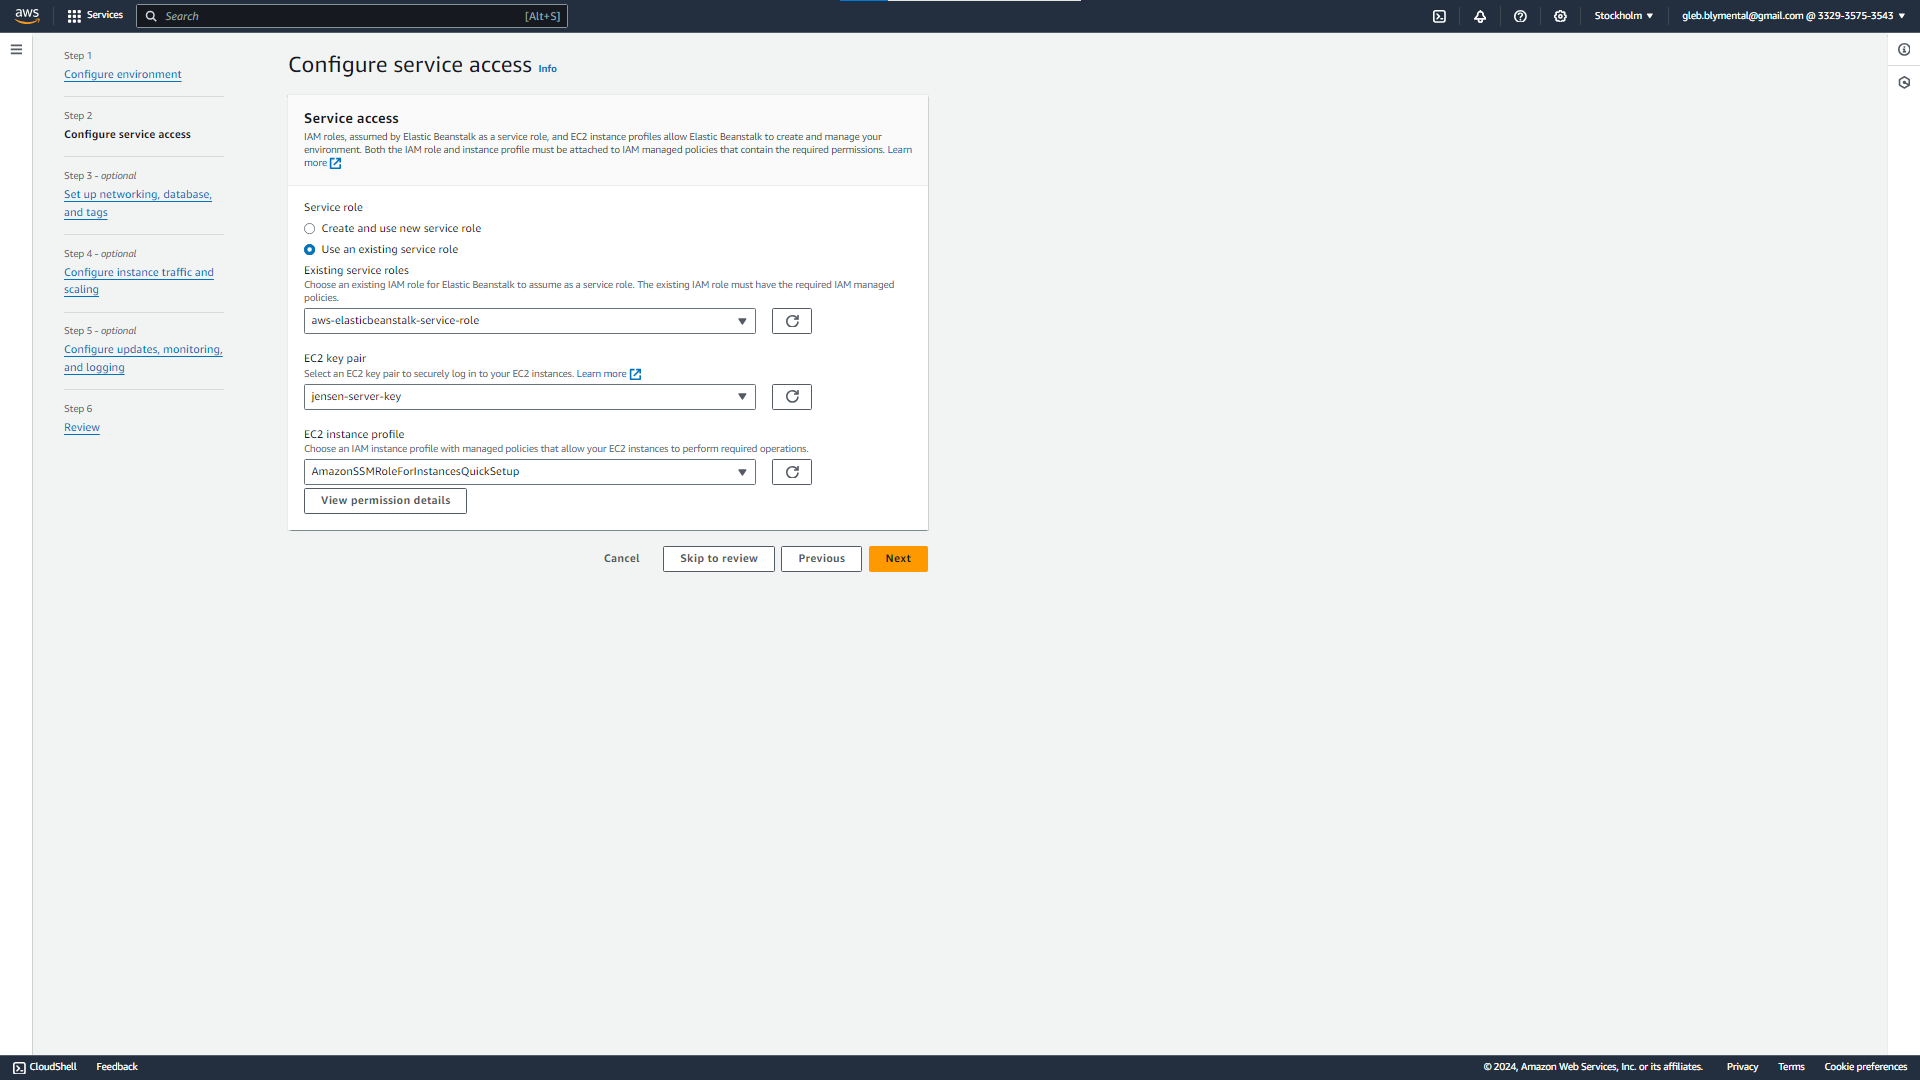 aws
Services
Search
[Alt+S]
Stockholm
gleb.blymental@gmail.com @ 3329-3575-3543
Step 1
Configure environment
Step 2
Configure service access
Step 3 - optional
Set up networking, database,
and tags
Step 4 - optional
Configure instance traffic and
scaling
Step 5 - optional
Configure updates, monitoring,
and logging
Step 6
Review
Configure service access Info
Service access
IAM roles, assumed by Elastic Beanstalk as a service role, and EC2 instance profiles allow Elastic Beanstalk to create and manage your
environment. Both the IAM role and instance profile must be attached to IAM managed policies that contain the required permissions. Learn
more
Service role
Create and use new service role
Use an existing service role
Existing service roles
Choose an existing IAM role for Elastic Beanstalk to assume as a service role. The existing IAM role must have the required IAM managed
policies.
aws-elasticbeanstalk-service-role
EC2 key pair
Select an EC2 key pair to securely log in to your EC2 instances. Learn more
jensen-server-key
EC2 instance profile
Choose an IAM instance profile with managed policies that allow your EC2 instances to perform required operations.
AmazonSSMRoleForInstancesQuickSetup
View permission details
Cancel
Skip to review
Previous
Next
CloudShell
Feedback
© 2024, Amazon Web Services, Inc. or its affiliates.
Privacy
Terms
Cookie preferences